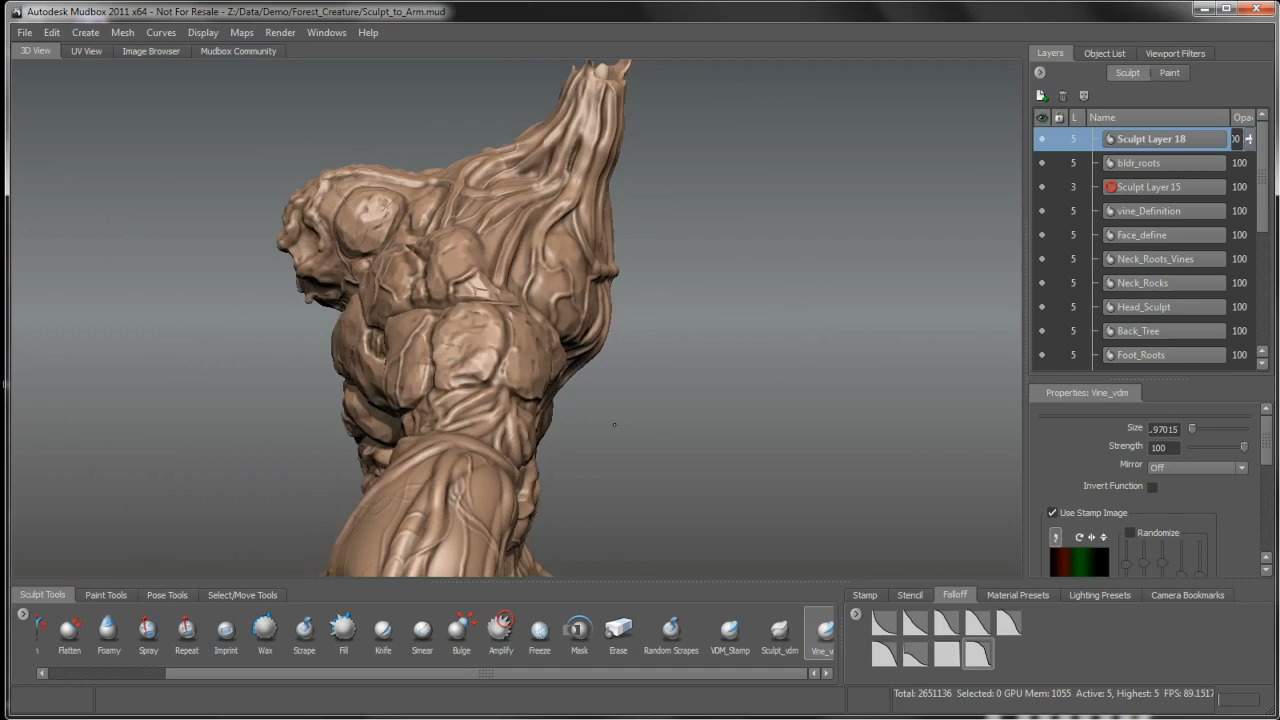 Autodesk Mudbox 2011 x64 - Not For Resale - Z:/Data/Demo/Forest_Creature/Sculpt_to_Arm.mud
File Edit Create Mesh Curves Display Maps Render Windows Help
3D View UV View Image Browser Mudbox Community
Layers Object List Viewport Filters
Sculpt Paint
L Name Opac
5 Sculpt Layer 18 00
5 bldr_roots 100
3 Sculpt Layer15 100
5 vine_Definition 100
5 Face_define 100
5 Neck_Roots_Vines 100
5 Neck_Rocks 100
5 Head_Sculpt 100
5 Back_Tree 100
5 Foot_Roots 100
Properties: Vine_vdm
Size .97015
Strength 100
Mirror Off
Invert Function
Use Stamp Image
Randomize
Sculpt Tools Paint Tools Pose Tools Select/Move Tools
Flatten Foamy Spray Repeat Imprint Wax Scrape Fill Knife Smear Bulge Amplify Freeze Mask Erase Random Scrapes VDM_Stamp Sculpt_vdm Vine_v
Stamp Stencil Falloff Material Presets Lighting Presets Camera Bookmarks
Total: 2651136 Selected: 0 GPU Mem: 1055 Active: 5, Highest: 5 FPS: 89.1517